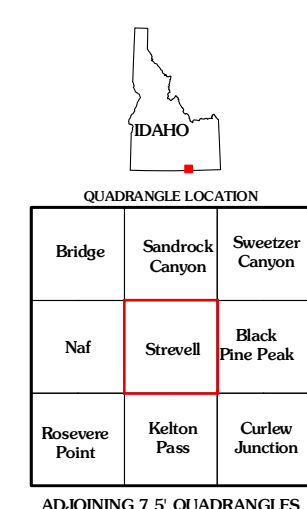 IDAHO
QUADRANGLE LOCATION
Bridge
Sandrock
Canyon
Sweetzer
Canyon
Naf
Strevell
Black
Pine Peak
Rosevere
Point
Kelton
Pass
Curlew
Junction
ADJOINING 7.5' QUADRANGLES